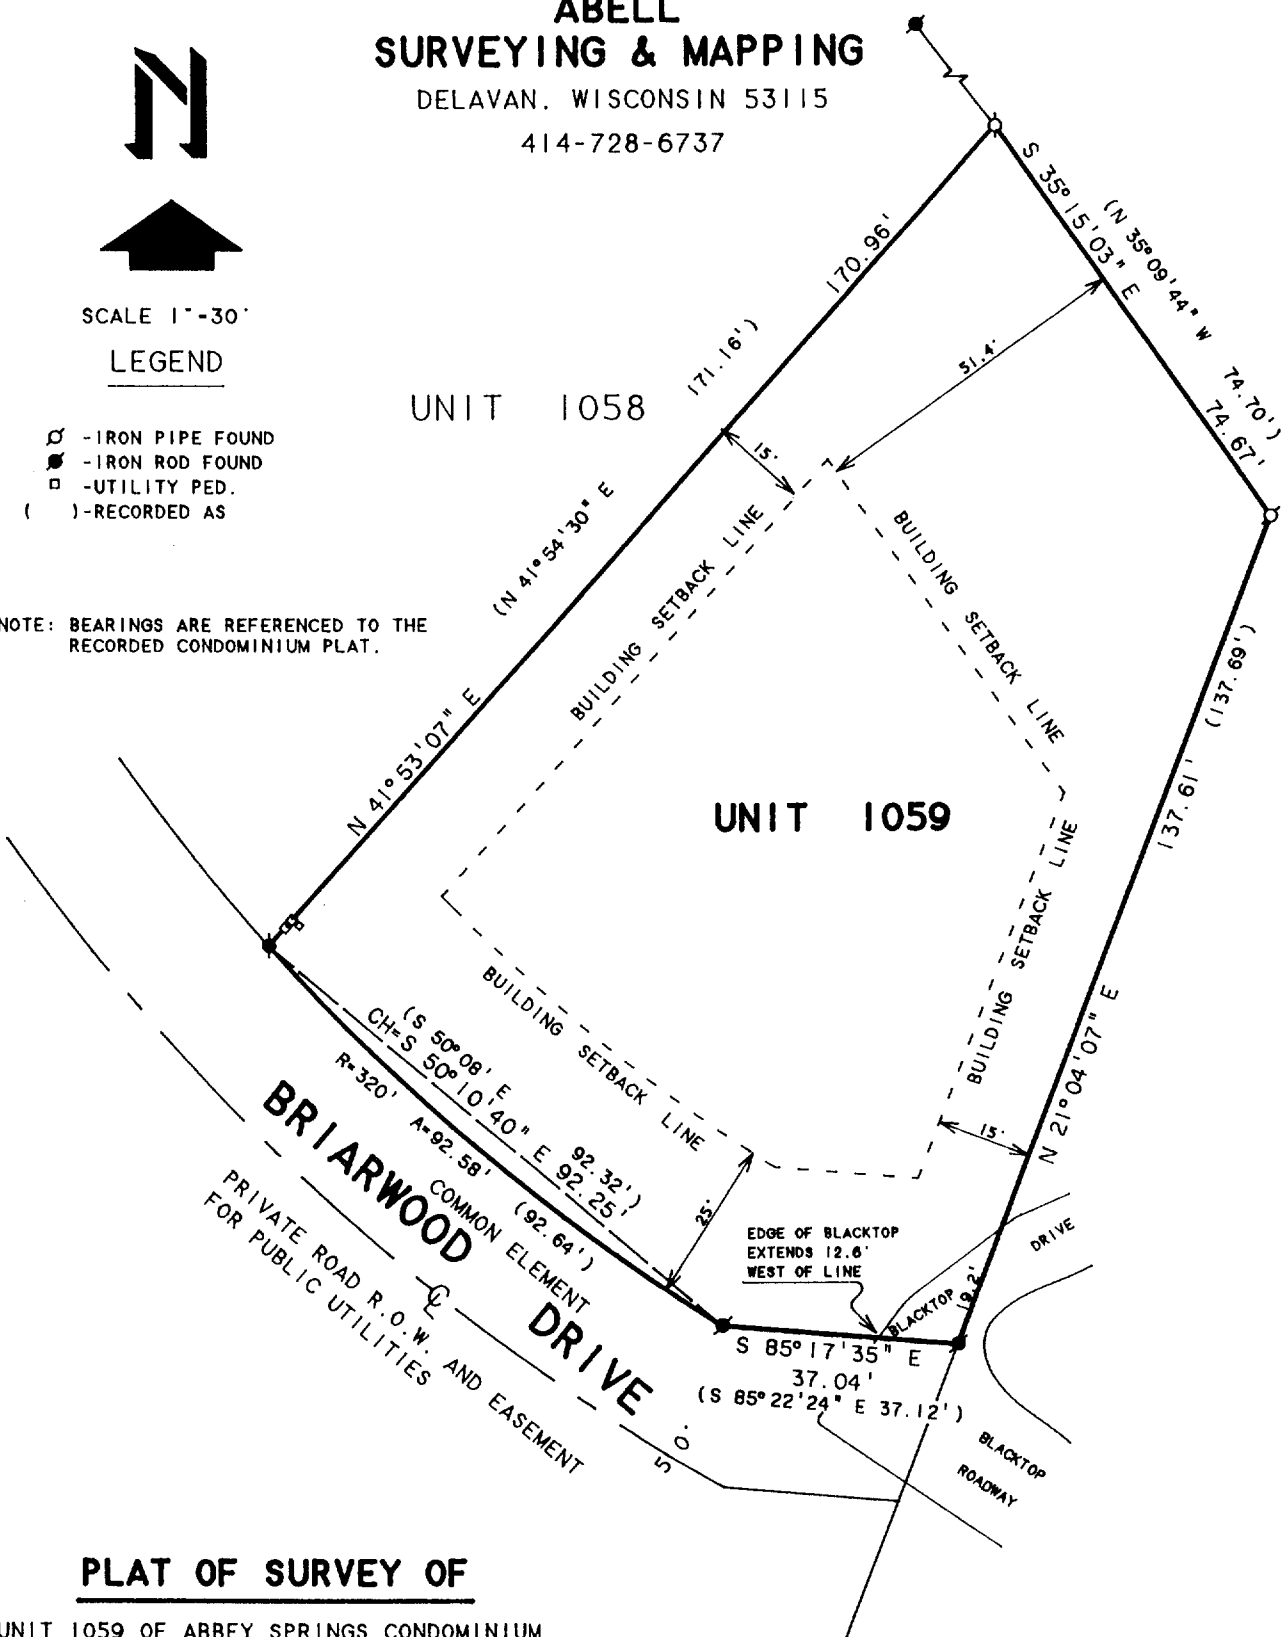 ABELL
SURVEYING & MAPPING
DELAVAN, WISCONSIN 53115
414-728-6737
N
SCALE 1"-30'
LEGEND
-IRON PIPE FOUND
-IRON ROD FOUND
-UTILITY PED.
( )-RECORDED AS
NOTE: BEARINGS ARE REFERENCED TO THE
RECORDED CONDOMINIUM PLAT.
UNIT 1058
N 41°53'07" E 170.96'
(N 41°54'30" E 171.16')
S 35°15'03" E 74.67'
(N 35°09'44" W 74.70')
51.4'
15'
BUILDING SETBACK LINE
BUILDING SETBACK LINE
UNIT 1059
(137.69')
137.61'
N 21°04'07" E
BUILDING SETBACK LINE
BUILDING SETBACK LINE
15'
25'
(S 50°08' E 92.32')
CH=S 50°10'40" E 92.25'
R=320' A=92.58' (92.64')
BRIARWOOD DRIVE
COMMON ELEMENT
PRIVATE ROAD R.O.W. AND EASEMENT
FOR PUBLIC UTILITIES
℄
50'
EDGE OF BLACKTOP
EXTENDS 12.6'
WEST OF LINE
BLACKTOP DRIVE
19.2'
S 85°17'35" E
37.04'
(S 85°22'24" E 37.12')
BLACKTOP
ROADWAY
PLAT OF SURVEY OF
UNIT 1059 OF ABBEY SPRINGS CONDOMINIUM